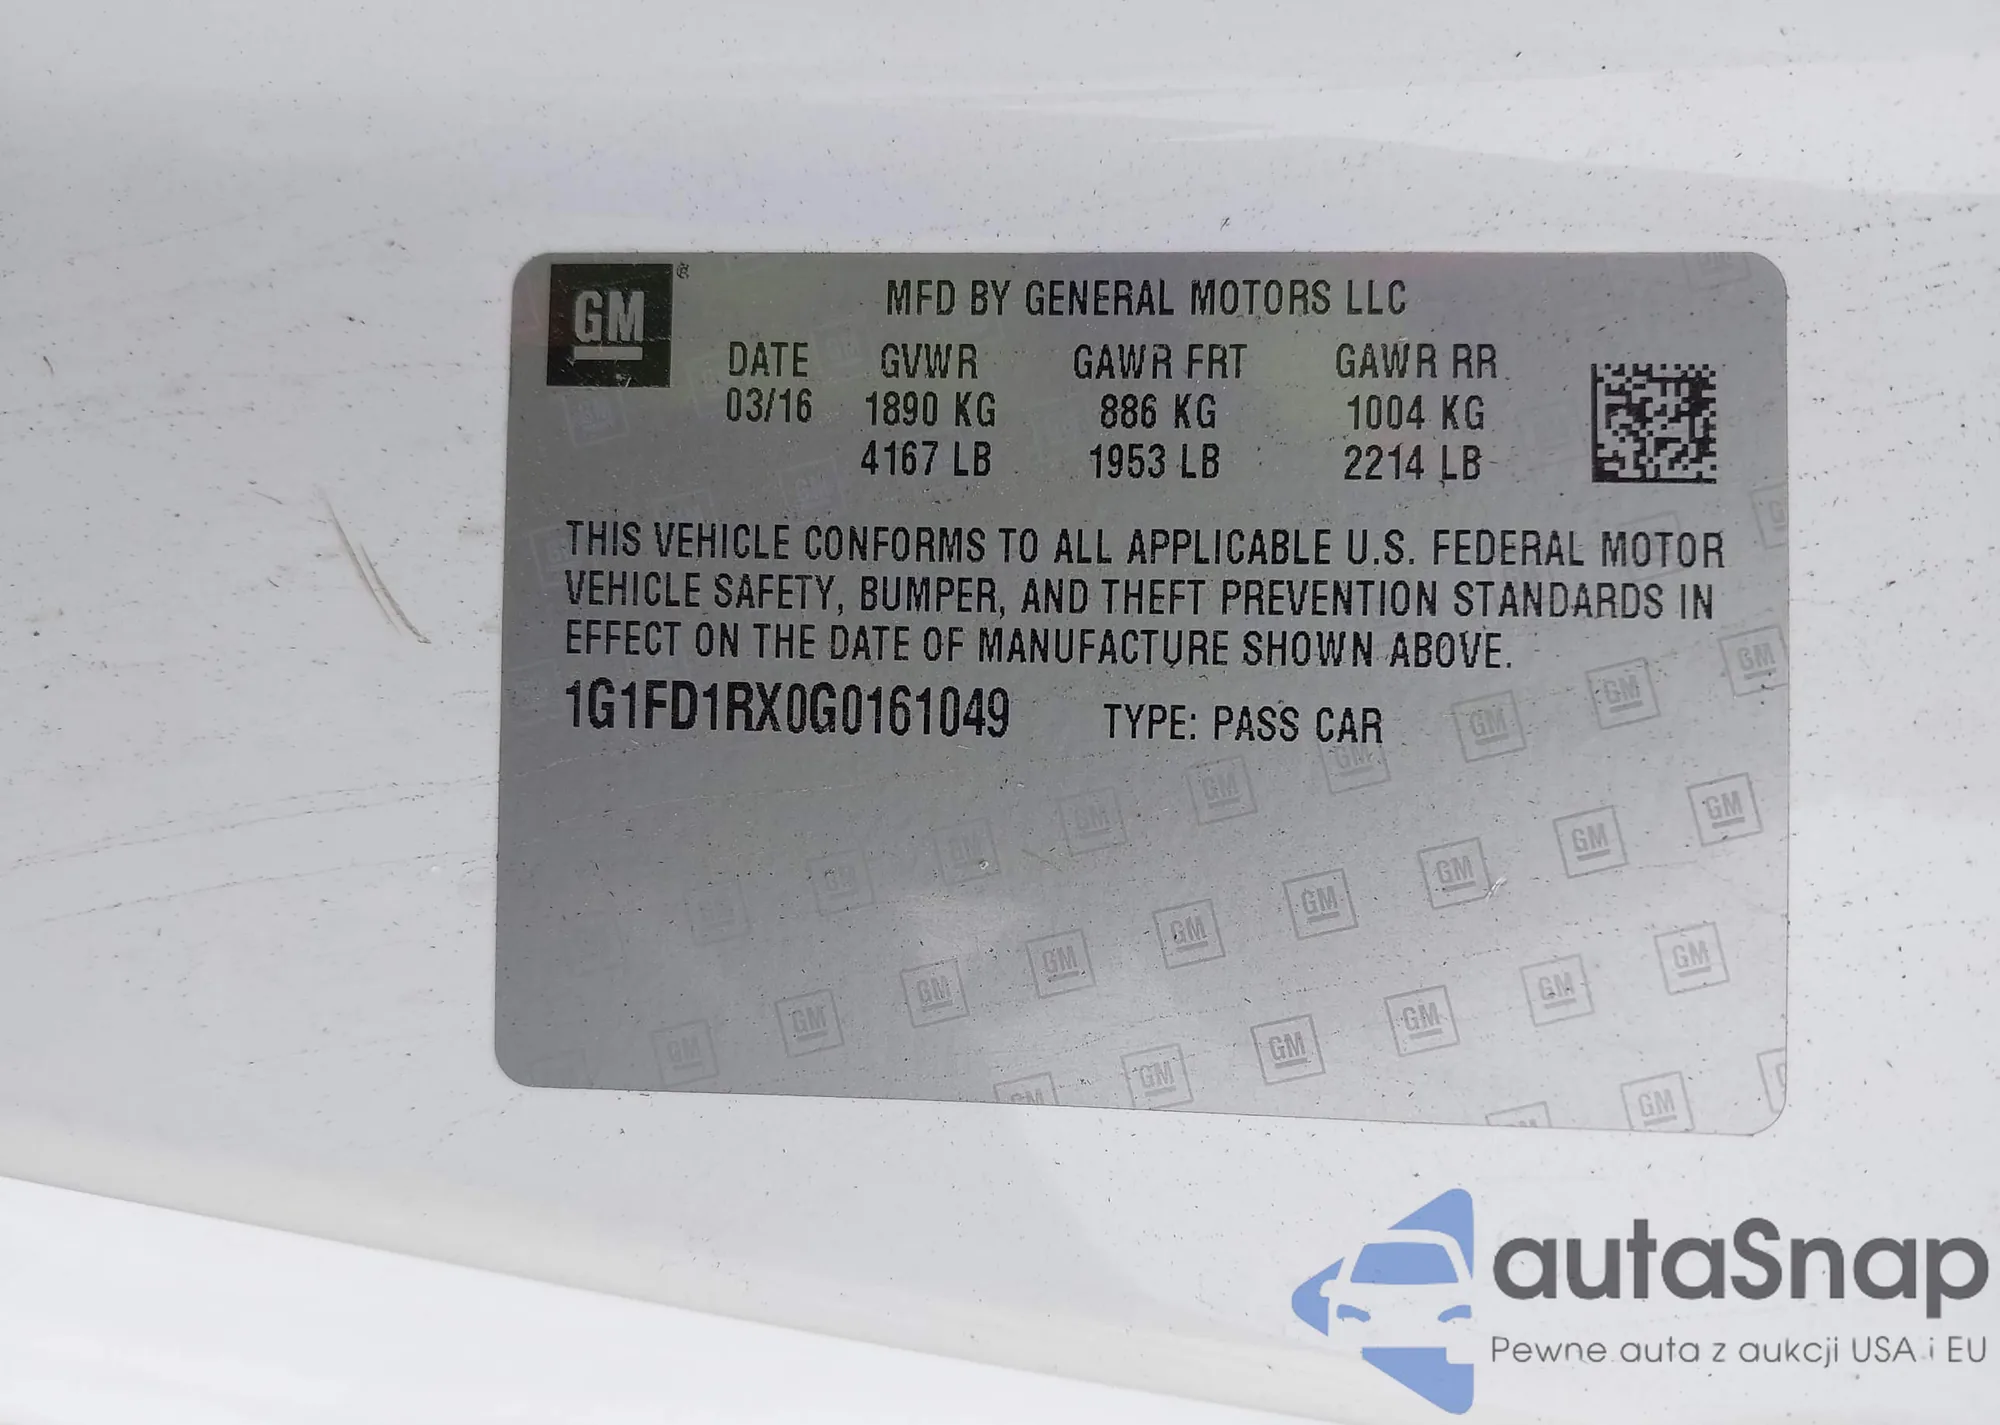 GM®
MFD BY GENERAL MOTORS LLC
DATE GVWR GAWR FRT GAWR RR
03/16 1890 KG 886 KG 1004 KG
4167 LB 1953 LB 2214 LB
THIS VEHICLE CONFORMS TO ALL APPLICABLE U.S. FEDERAL MOTOR
VEHICLE SAFETY, BUMPER, AND THEFT PREVENTION STANDARDS IN
EFFECT ON THE DATE OF MANUFACTURE SHOWN ABOVE.
1G1FD1RX0G0161049 TYPE: PASS CAR
autaSnap
Pewne auta z aukcji USA i EU